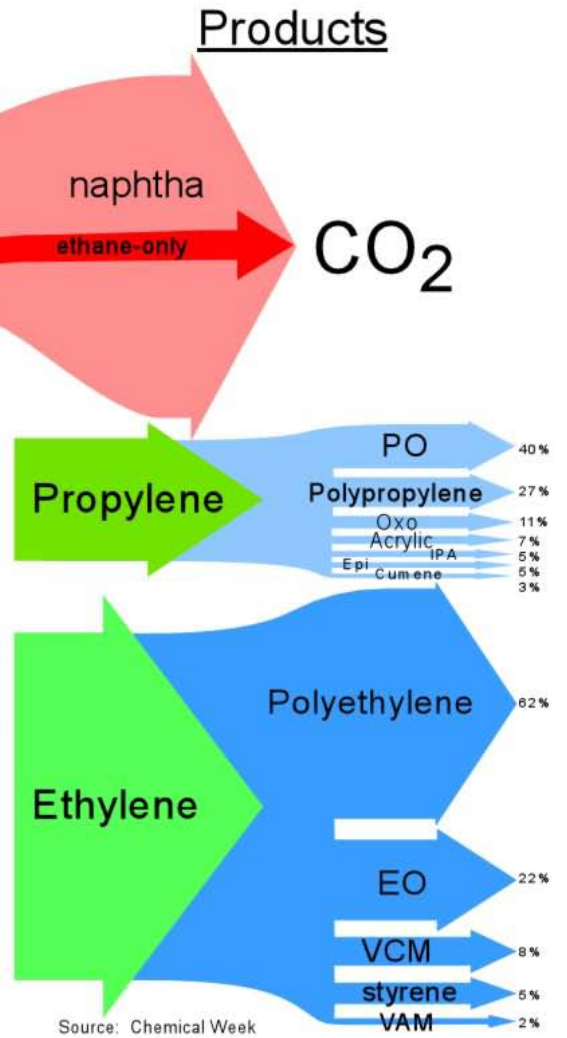 Products
naphtha
ethane-only
CO₂
PO
40%
Propylene
Polypropylene
27%
Oxo
11%
Acrylic
7%
IPA
5%
Epi
5%
Cumene
3%
Polyethylene
62%
Ethylene
EO
22%
VCM
8%
styrene
5%
VAM
2%
Source: Chemical Week